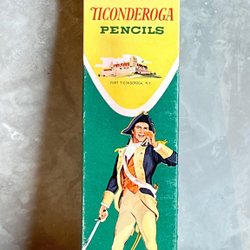 TICONDEROGA
PENCILS
FORT TICONDEROGA, N.Y.